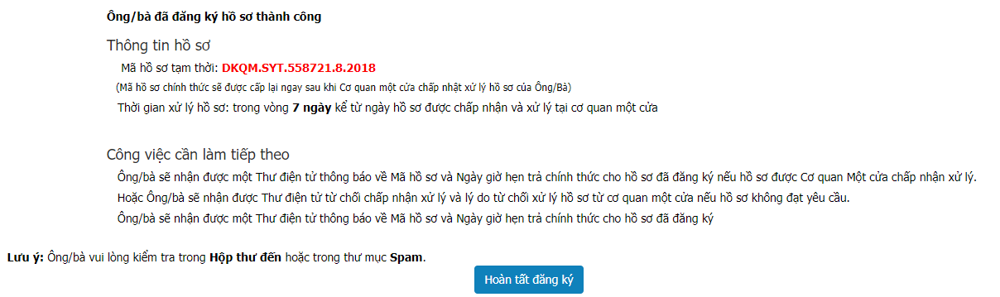 Ông/bà đã đăng ký hồ sơ thành công
Thông tin hồ sơ
Mã hồ sơ tạm thời: DKQM.SYT.558721.8.2018
(Mã hồ sơ chính thức sẽ được cấp lại ngay sau khi Cơ quan một cửa chấp nhật xử lý hồ sơ của Ông/Bà)
Thời gian xử lý hồ sơ: trong vòng 7 ngày kể từ ngày hồ sơ được chấp nhận và xử lý tại cơ quan một cửa
Công việc cần làm tiếp theo
Ông/bà sẽ nhận được một Thư điện tử thông báo về Mã hồ sơ và Ngày giờ hẹn trả chính thức cho hồ sơ đã đăng ký nếu hồ sơ được Cơ quan Một cửa chấp nhận xử lý.
Hoặc Ông/bà sẽ nhận được Thư điện tử từ chối chấp nhận xử lý và lý do từ chối xử lý hồ sơ từ cơ quan một cửa nếu hồ sơ không đạt yêu cầu.
Ông/bà sẽ nhận được một Thư điện tử thông báo về Mã hồ sơ và Ngày giờ hẹn trả chính thức cho hồ sơ đã đăng ký
Lưu ý: Ông/bà vui lòng kiểm tra trong Hộp thư đến hoặc trong thư mục Spam.
Hoàn tất đăng ký